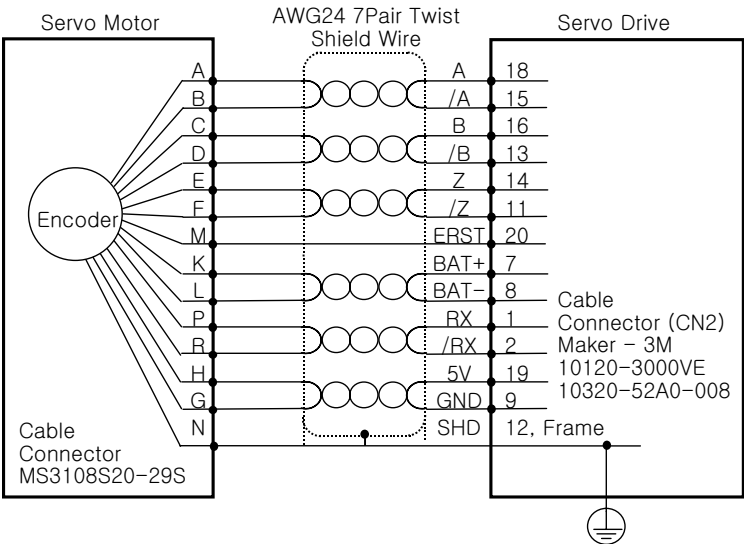 Servo Motor
AWG24 7Pair Twist
Shield Wire
Servo Drive
A A 18
B /A 15
C B 16
D /B 13
E Z 14
F /Z 11
M ERST 20
K BAT+ 7
L BAT- 8
P RX 1
R /RX 2
H 5V 19
G GND 9
N SHD 12, Frame
Encoder
Cable
Connector (CN2)
Maker - 3M
10120-3000VE
10320-52A0-008
Cable
Connector
MS3108S20-29S